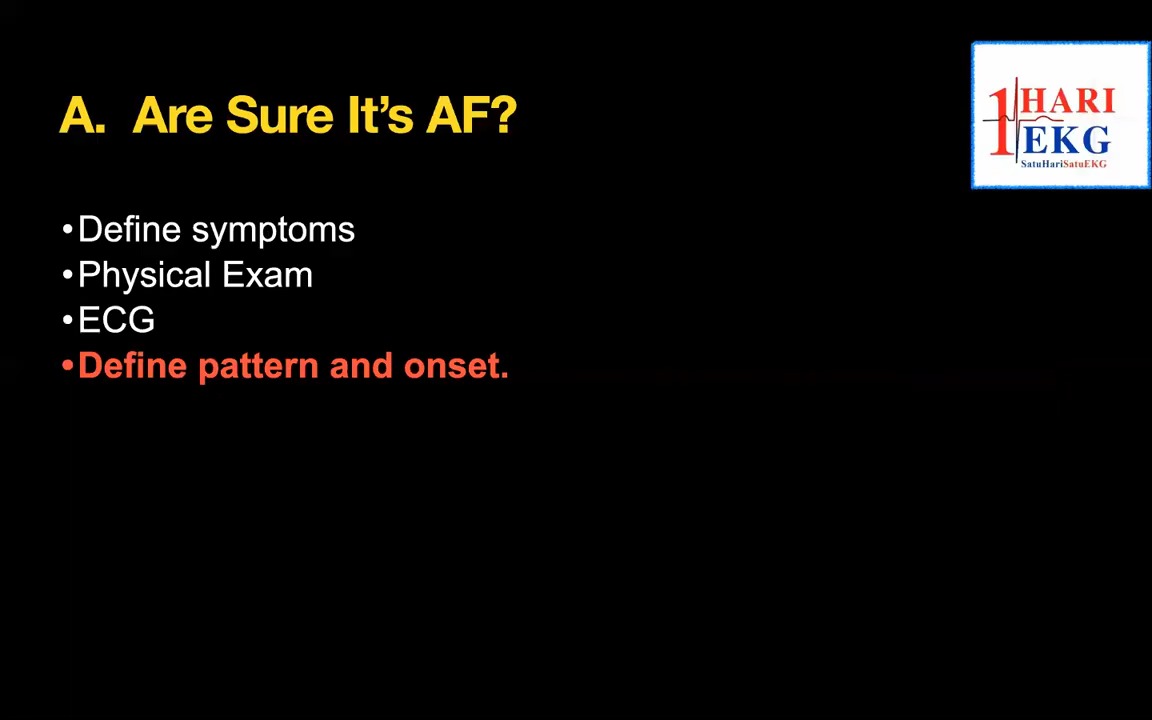 A. Are Sure It’s AF?
1 HARI
EKG
SatuHariSatuEKG
•Define symptoms
•Physical Exam
•ECG
•Define pattern and onset.